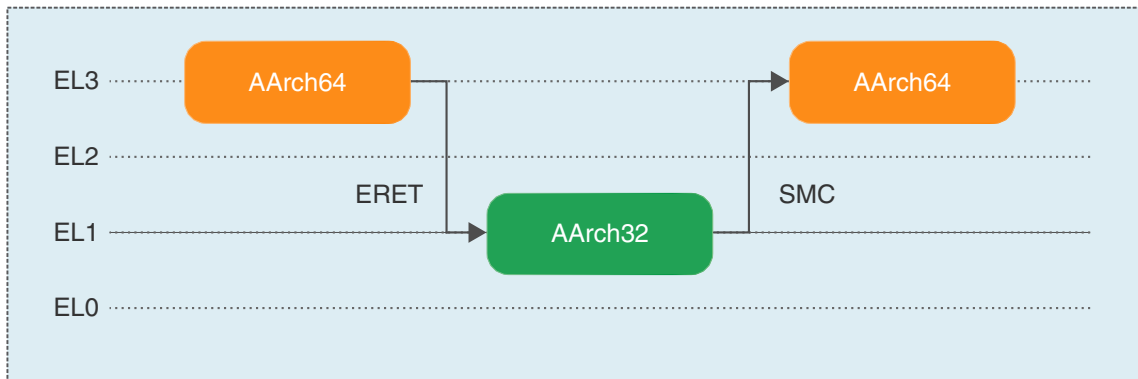 EL3
AArch64
AArch64
EL2
ERET
SMC
EL1
AArch32
EL0